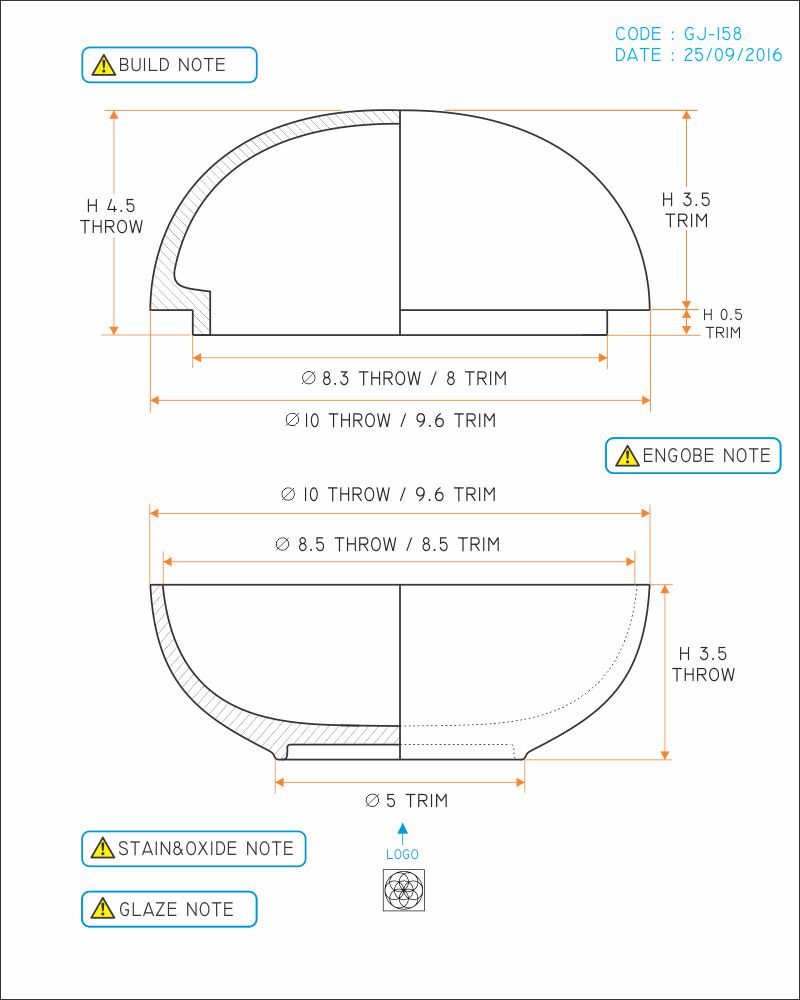 CODE : GJ-158
DATE : 25/09/2016
BUILD NOTE
H 4.5
THROW
H 3.5
TRIM
H 0.5
TRIM
∅ 8.3 THROW / 8 TRIM
∅ 10 THROW / 9.6 TRIM
ENGOBE NOTE
∅ 10 THROW / 9.6 TRIM
∅ 8.5 THROW / 8.5 TRIM
H 3.5
THROW
∅ 5 TRIM
STAIN&OXIDE NOTE
LOGO
GLAZE NOTE